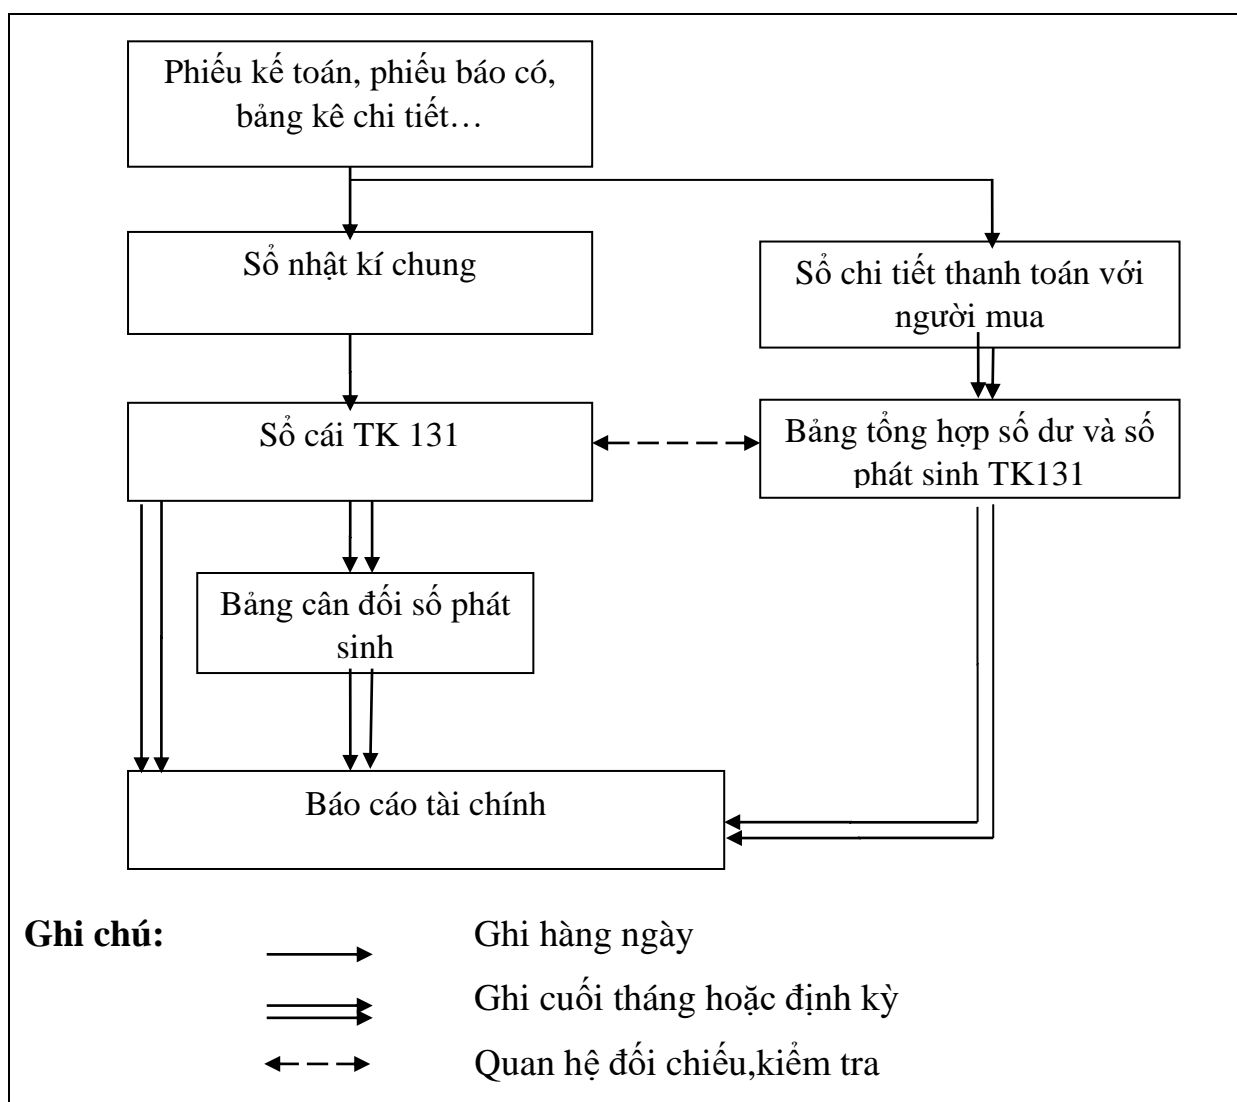 Phiếu kế toán, phiếu báo có,
bảng kê chi tiết…
Sổ nhật kí chung
Sổ chi tiết thanh toán với
người mua
Sổ cái TK 131
Bảng tổng hợp số dư và số
phát sinh TK131
Bảng cân đối số phát
sinh
Báo cáo tài chính
Ghi chú:
Ghi hàng ngày
Ghi cuối tháng hoặc định kỳ
Quan hệ đối chiếu,kiểm tra